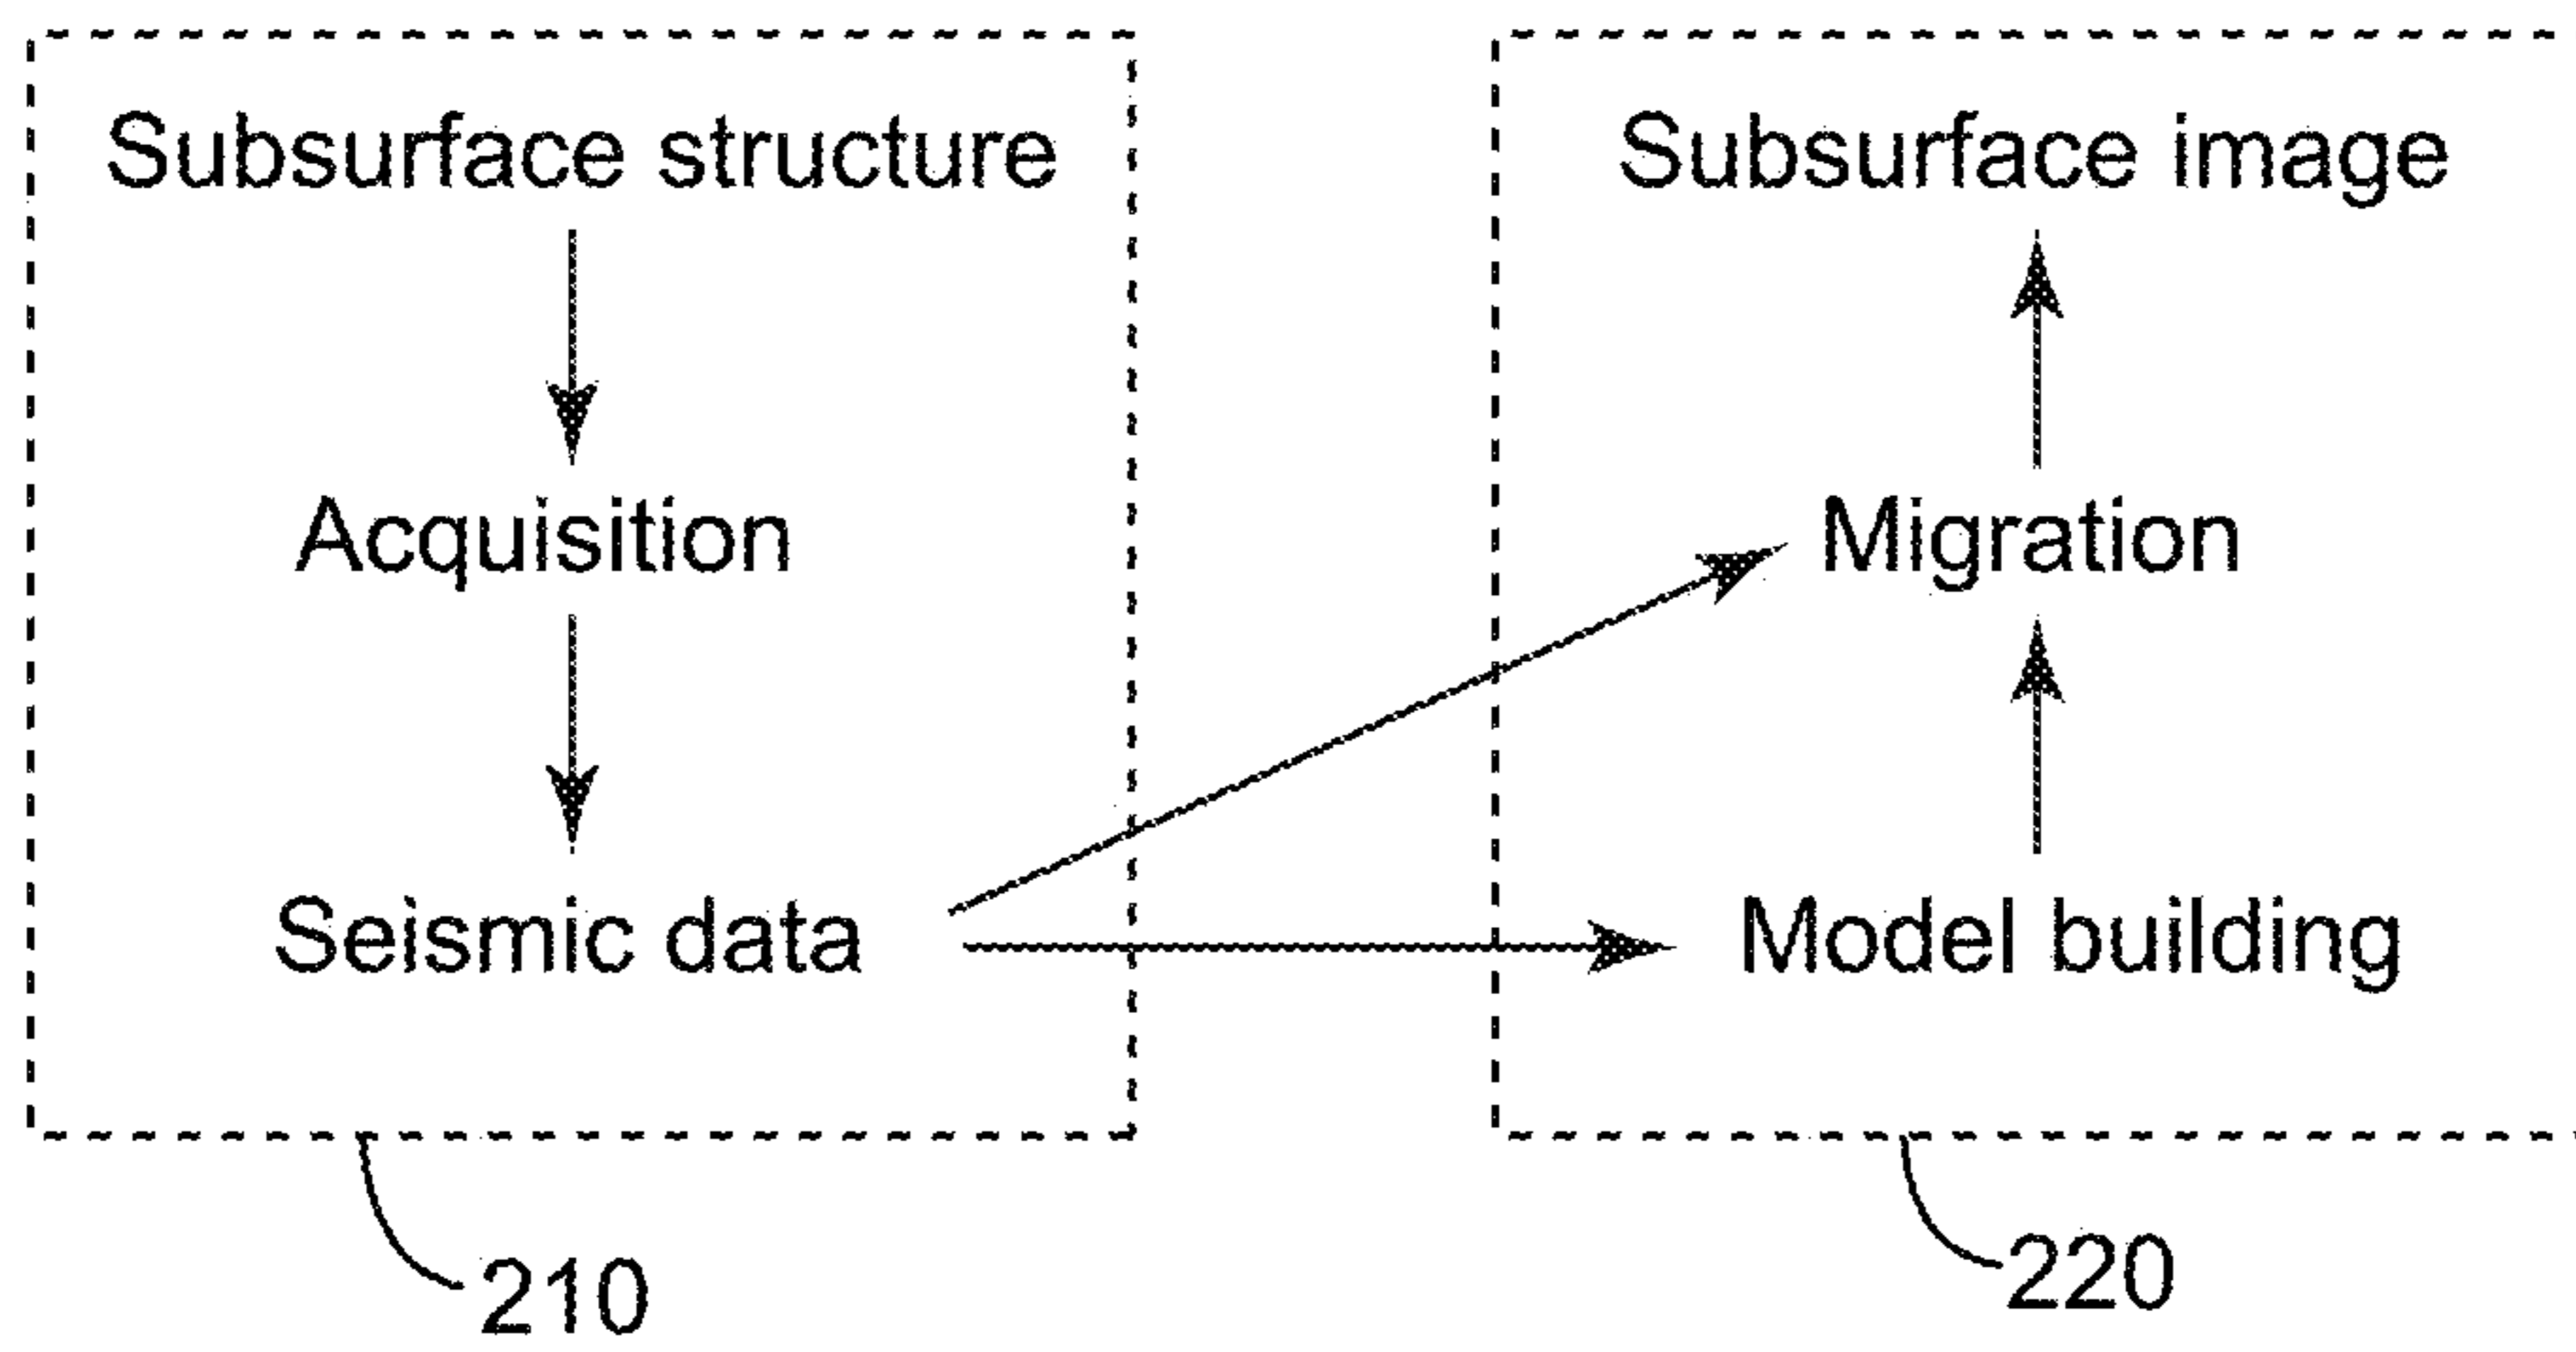 Subsurface structure
Acquisition
Seismic data
210
Subsurface image
Migration
Model building
220